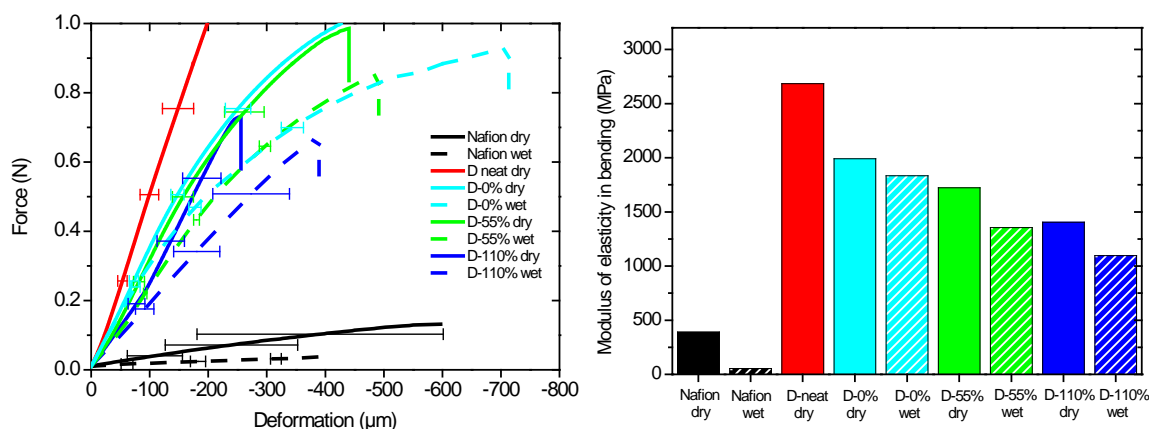 1.0
0.8
0.6
0.4
0.2
0.0
Force (N)
0 -100 -200 -300 -400 -500 -600 -700 -800
Deformation (µm)
Nafion dry
Nafion wet
D neat dry
D-0% dry
D-0% wet
D-55% dry
D-55% wet
D-110% dry
D-110% wet
3000
2500
2000
1500
1000
500
0
Modulus of elasticity in bending (MPa)
Nafion Nafion D-neat D-0% D-0% D-55% D-55% D-110% D-110%
dry wet dry dry wet dry wet dry wet